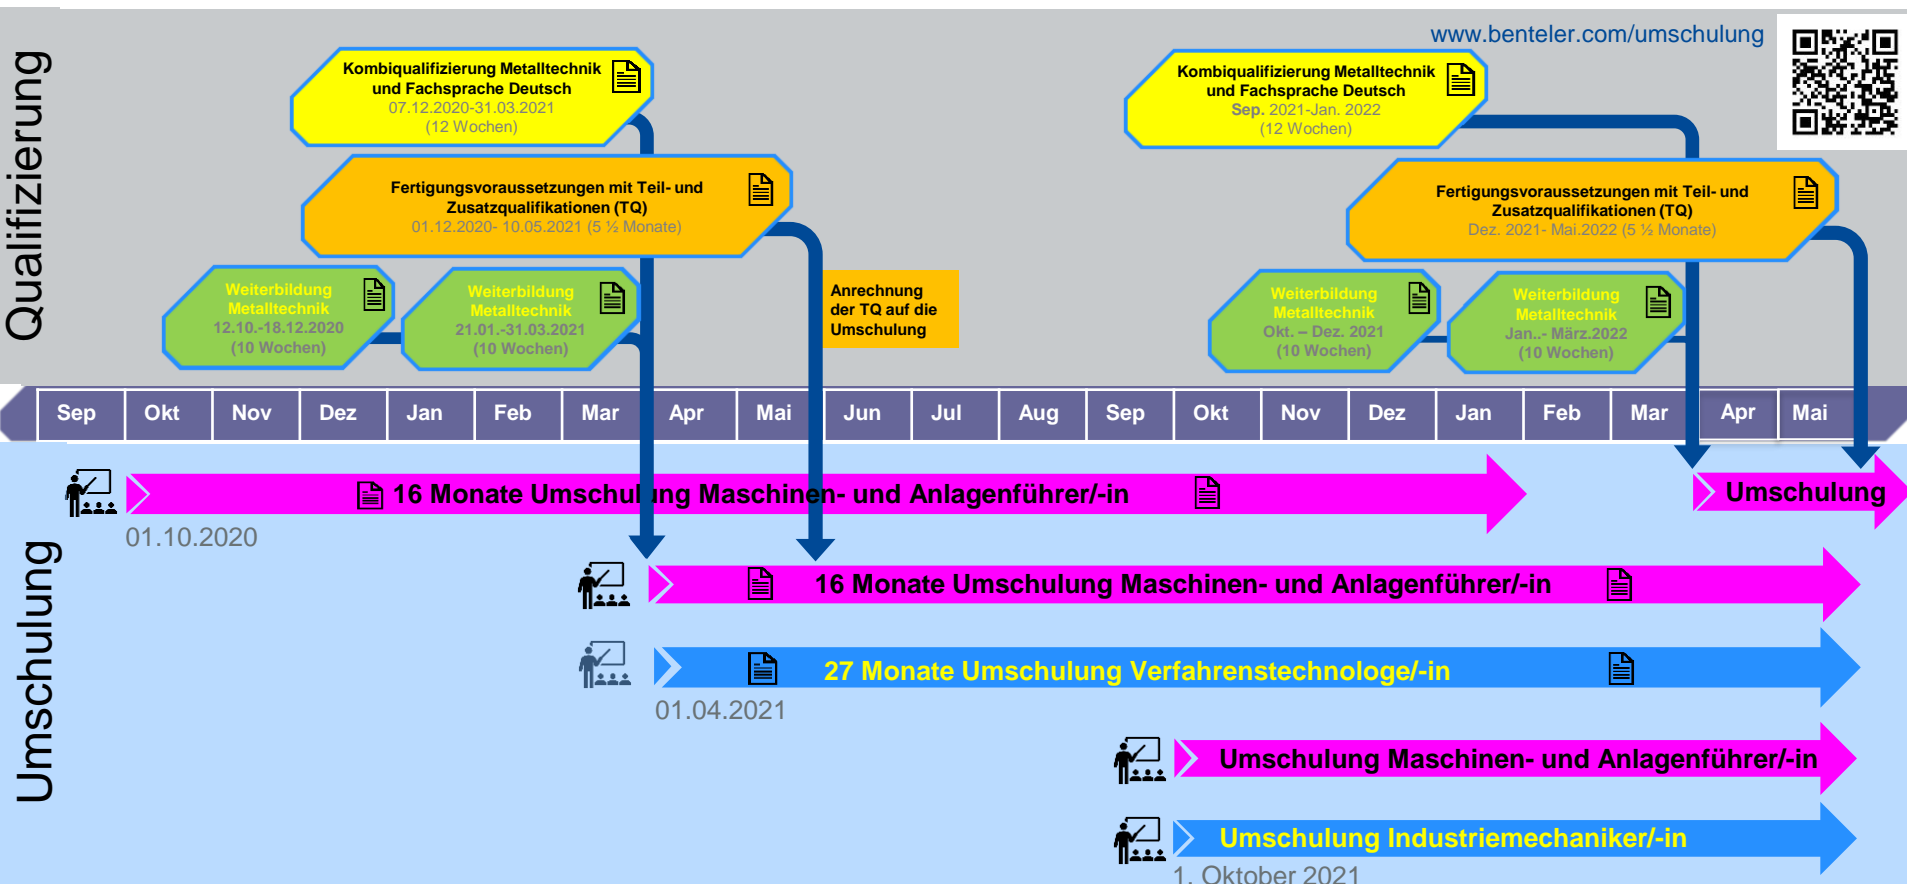 Qualifizierung
www.benteler.com/umschulung
Kombiqualifizierung Metalltechnik
und Fachsprache Deutsch
07.12.2020-31.03.2021
(12 Wochen)
Kombiqualifizierung Metalltechnik
und Fachsprache Deutsch
Sep. 2021-Jan. 2022
(12 Wochen)
Fertigungsvoraussetzungen mit Teil- und
Zusatzqualifikationen (TQ)
01.12.2020- 10.05.2021 (5 ½ Monate)
Fertigungsvoraussetzungen mit Teil- und
Zusatzqualifikationen (TQ)
Dez. 2021- Mai.2022 (5 ½ Monate)
Weiterbildung
Metalltechnik
12.10.-18.12.2020
(10 Wochen)
Weiterbildung
Metalltechnik
21.01.-31.03.2021
(10 Wochen)
Anrechnung
der TQ auf die
Umschulung
Weiterbildung
Metalltechnik
Okt. – Dez. 2021
(10 Wochen)
Weiterbildung
Metalltechnik
Jan..- März.2022
(10 Wochen)
Sep Okt Nov Dez Jan Feb Mar Apr Mai Jun Jul Aug Sep Okt Nov Dez Jan Feb Mar Apr Mai
Umschulung
16 Monate Umschulung Maschinen- und Anlagenführer/-in
Umschulung
01.10.2020
16 Monate Umschulung Maschinen- und Anlagenführer/-in
27 Monate Umschulung Verfahrenstechnologe/-in
01.04.2021
Umschulung Maschinen- und Anlagenführer/-in
Umschulung Industriemechaniker/-in
1. Oktober 2021